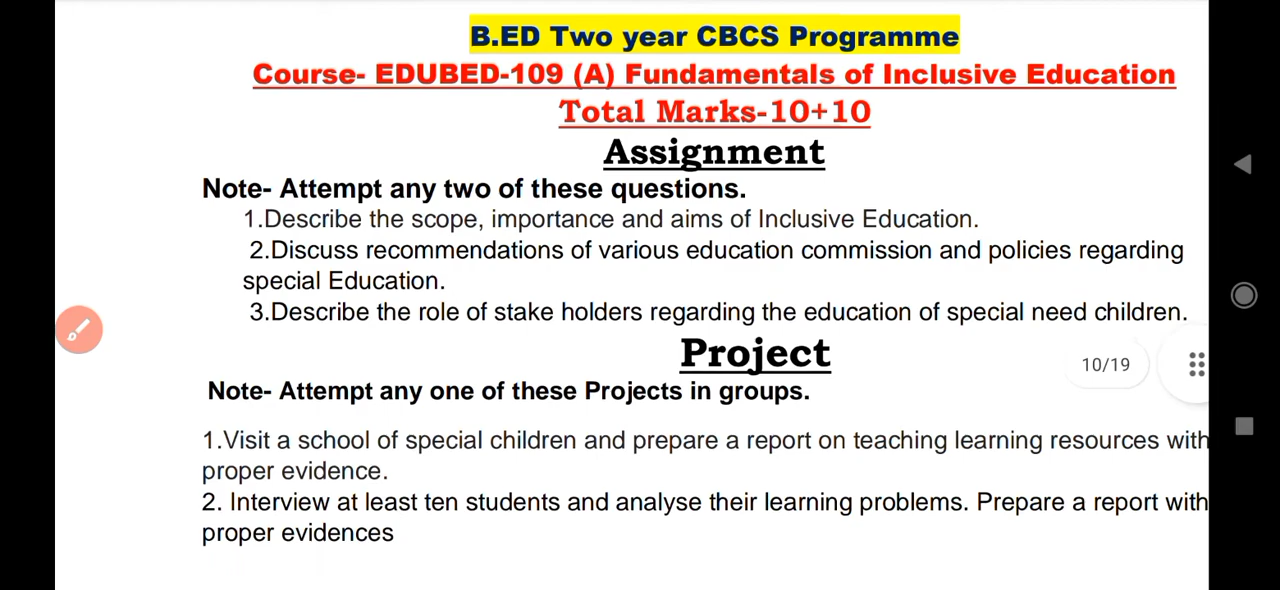 B.ED Two year CBCS Programme
Course- EDUBED-109 (A) Fundamentals of Inclusive Education
Total Marks-10+10
Assignment
Note- Attempt any two of these questions.
1.Describe the scope, importance and aims of Inclusive Education.
2.Discuss recommendations of various education commission and policies regarding
special Education.
3.Describe the role of stake holders regarding the education of special need children.
Project
10/19
Note- Attempt any one of these Projects in groups.
1.Visit a school of special children and prepare a report on teaching learning resources with
proper evidence.
2. Interview at least ten students and analyse their learning problems. Prepare a report with
proper evidences